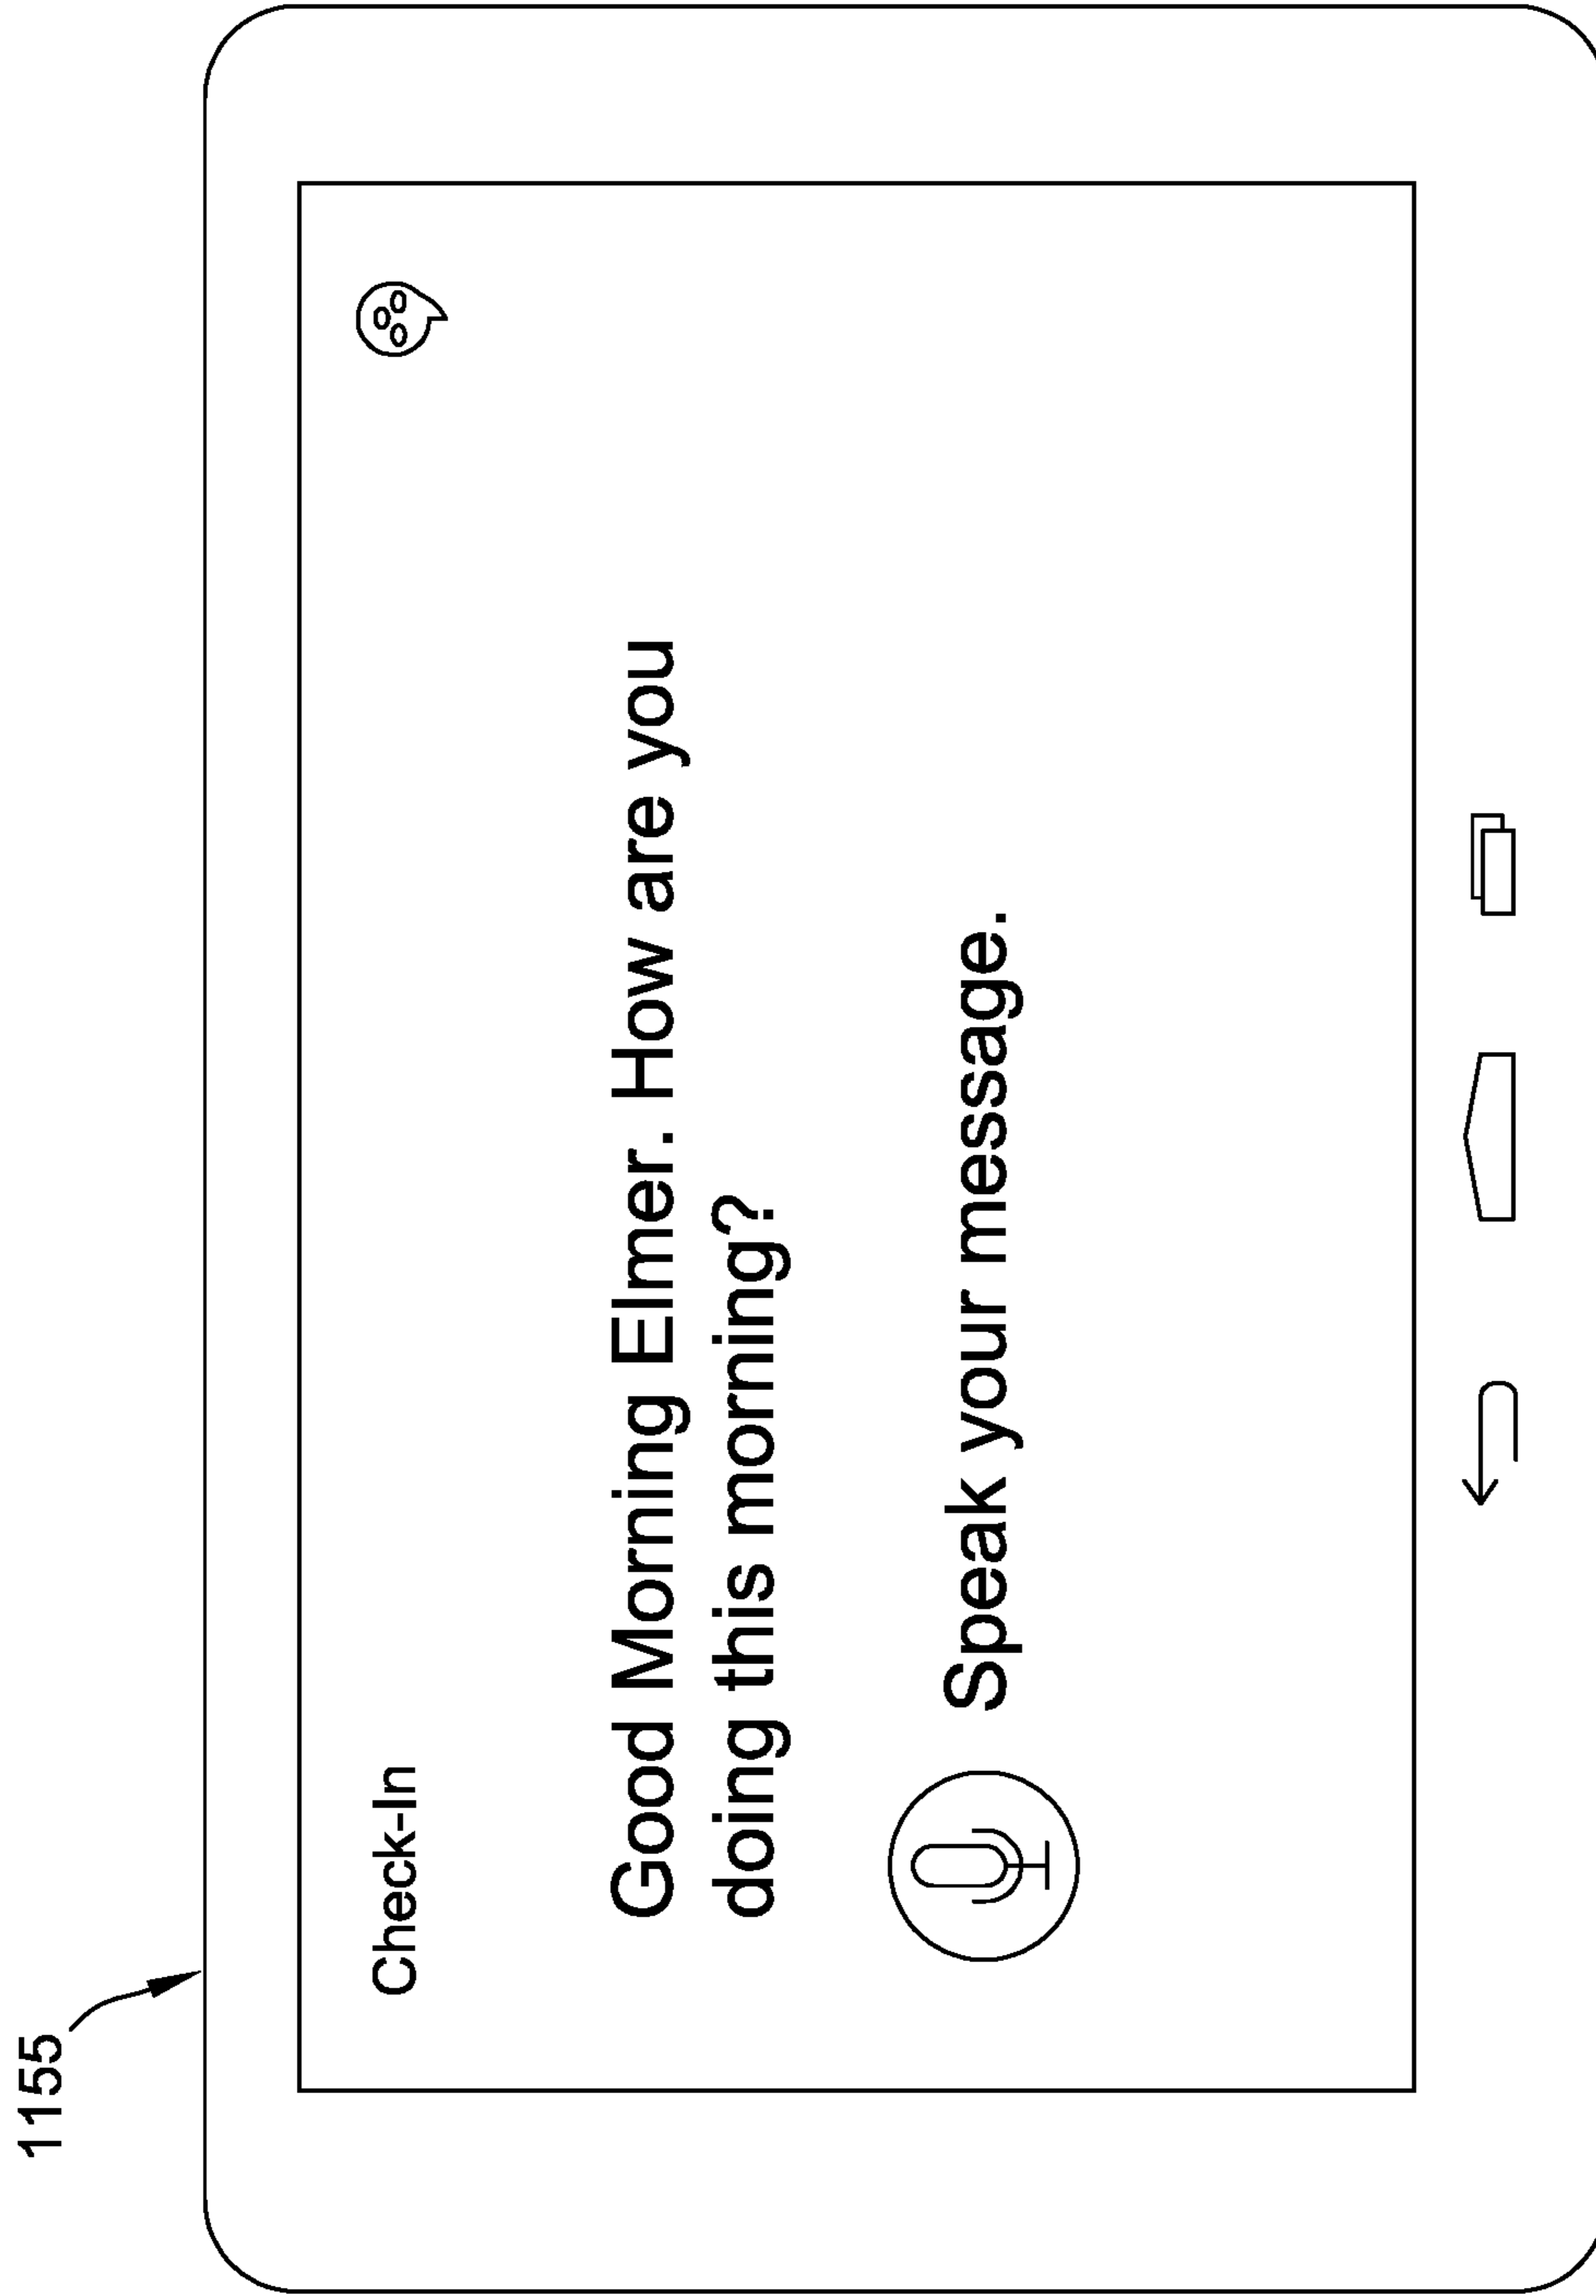 1155
Check-In
Good Morning Elmer. How are you
doing this morning?
Speak your message.